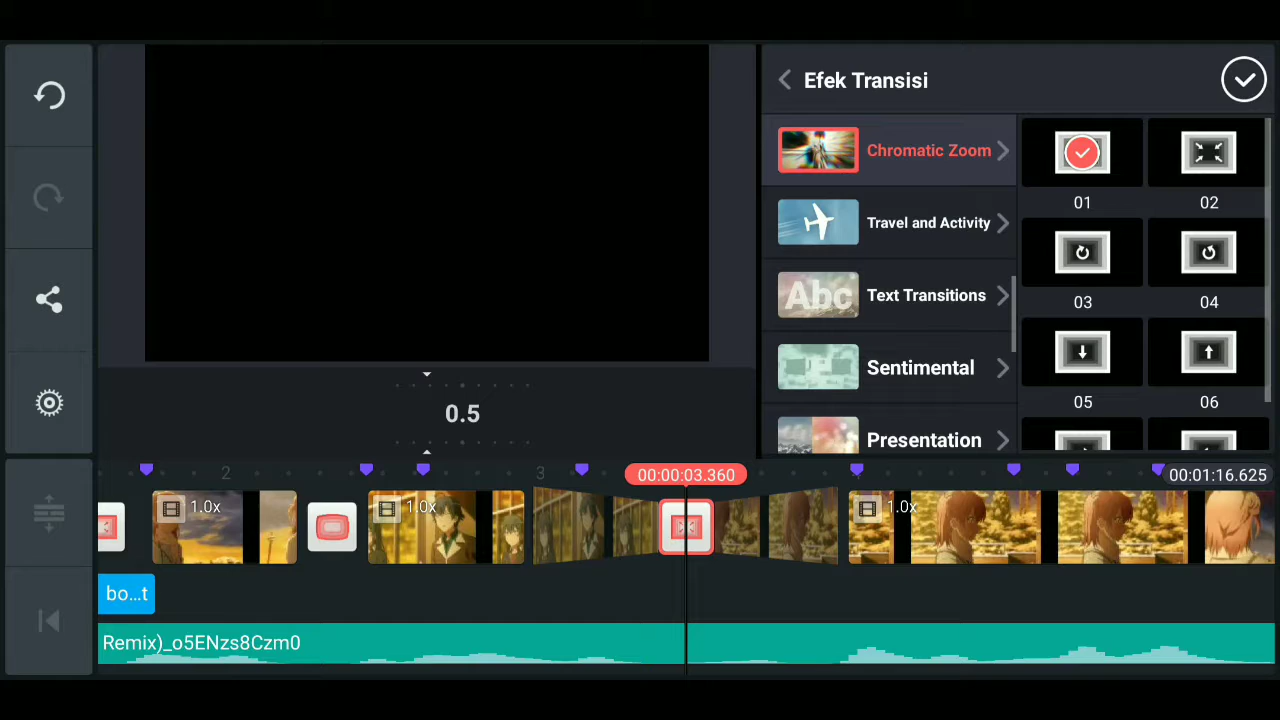 Efek Transisi
Chromatic Zoom
Travel and Activity
Abc
Text Transitions
Sentimental
Presentation
01
02
03
04
05
06
0.5
2
3
00:00:03.360
00:01:16.625
1.0x
1.0x
1.0x
bo...t
Remix)_o5ENzs8Czm0